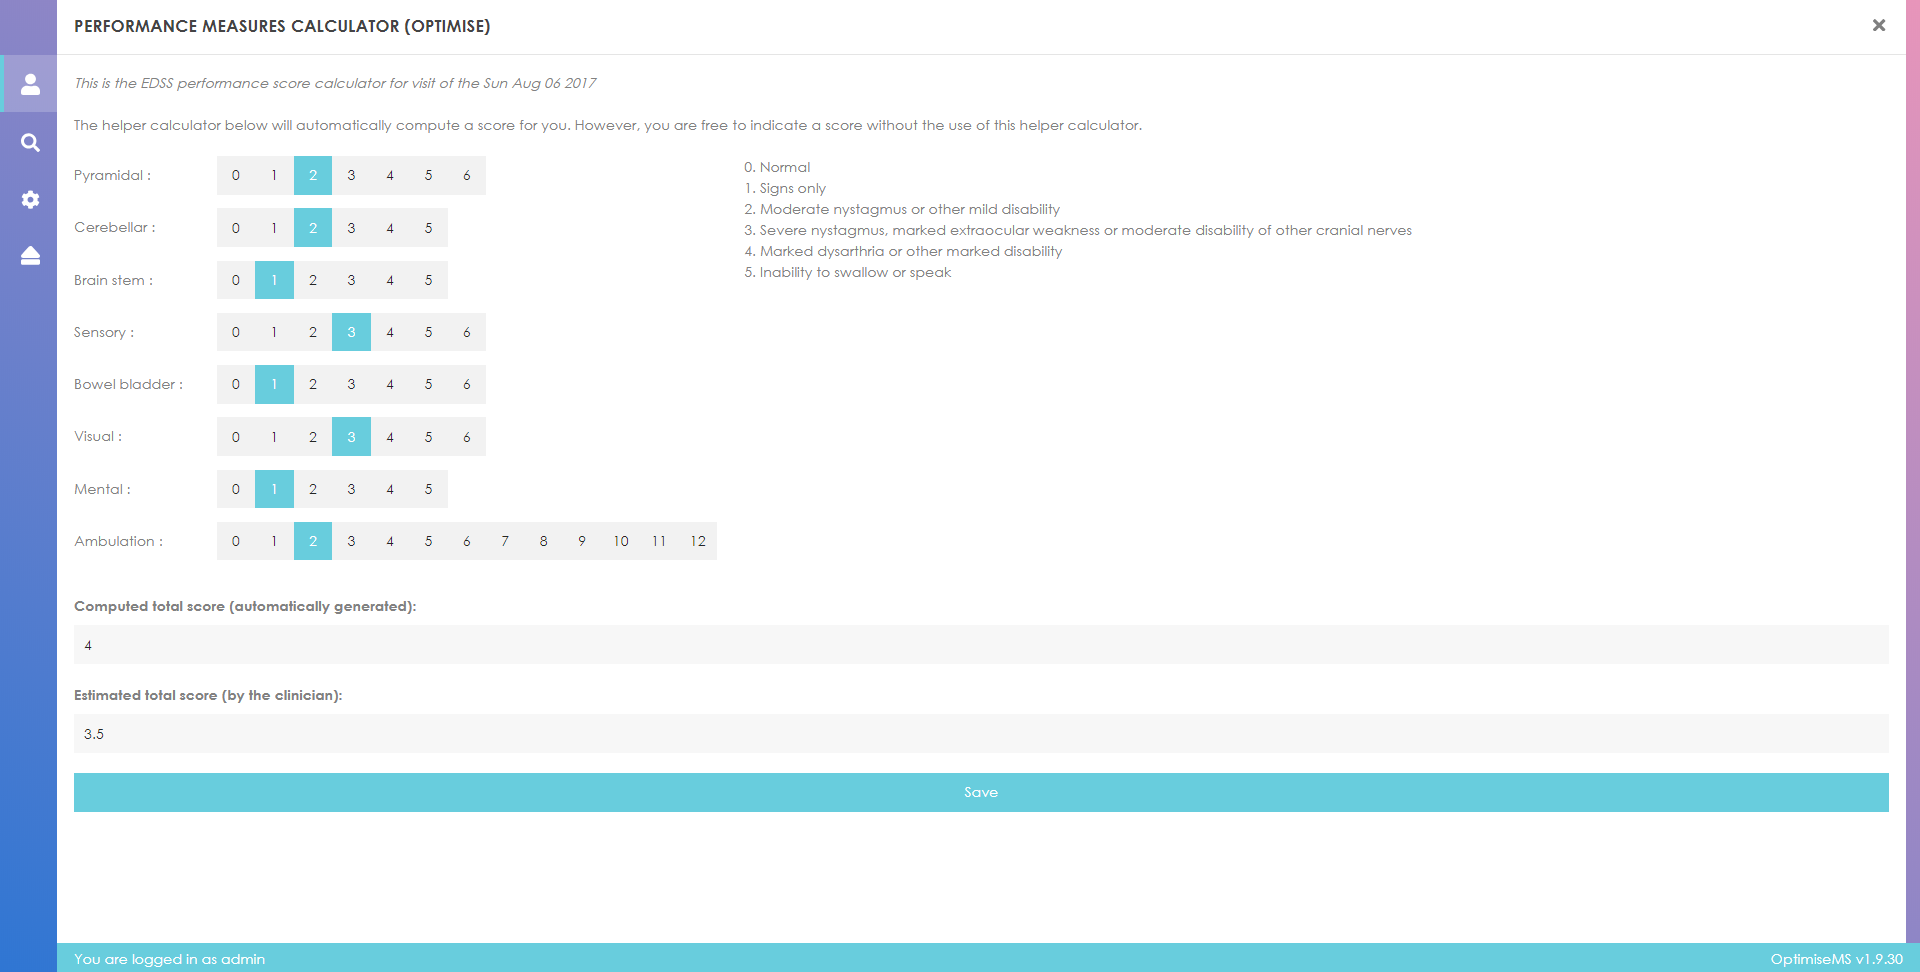 PERFORMANCE MEASURES CALCULATOR (OPTIMISE)
This is the EDSS performance score calculator for visit of the Sun Aug 06 2017
The helper calculator below will automatically compute a score for you. However, you are free to indicate a score without the use of this helper calculator.
Pyramidal : 0 1 2 3 4 5 6
Cerebellar : 0 1 2 3 4 5
Brain stem : 0 1 2 3 4 5
Sensory : 0 1 2 3 4 5 6
Bowel bladder : 0 1 2 3 4 5 6
Visual : 0 1 2 3 4 5 6
Mental : 0 1 2 3 4 5
Ambulation : 0 1 2 3 4 5 6 7 8 9 10 11 12
0. Normal
1. Signs only
2. Moderate nystagmus or other mild disability
3. Severe nystagmus, marked extraocular weakness or moderate disability of other cranial nerves
4. Marked dysarthria or other marked disability
5. Inability to swallow or speak
Computed total score (automatically generated):
4
Estimated total score (by the clinician):
3.5
Save
You are logged in as admin
OptimiseMS v1.9.30